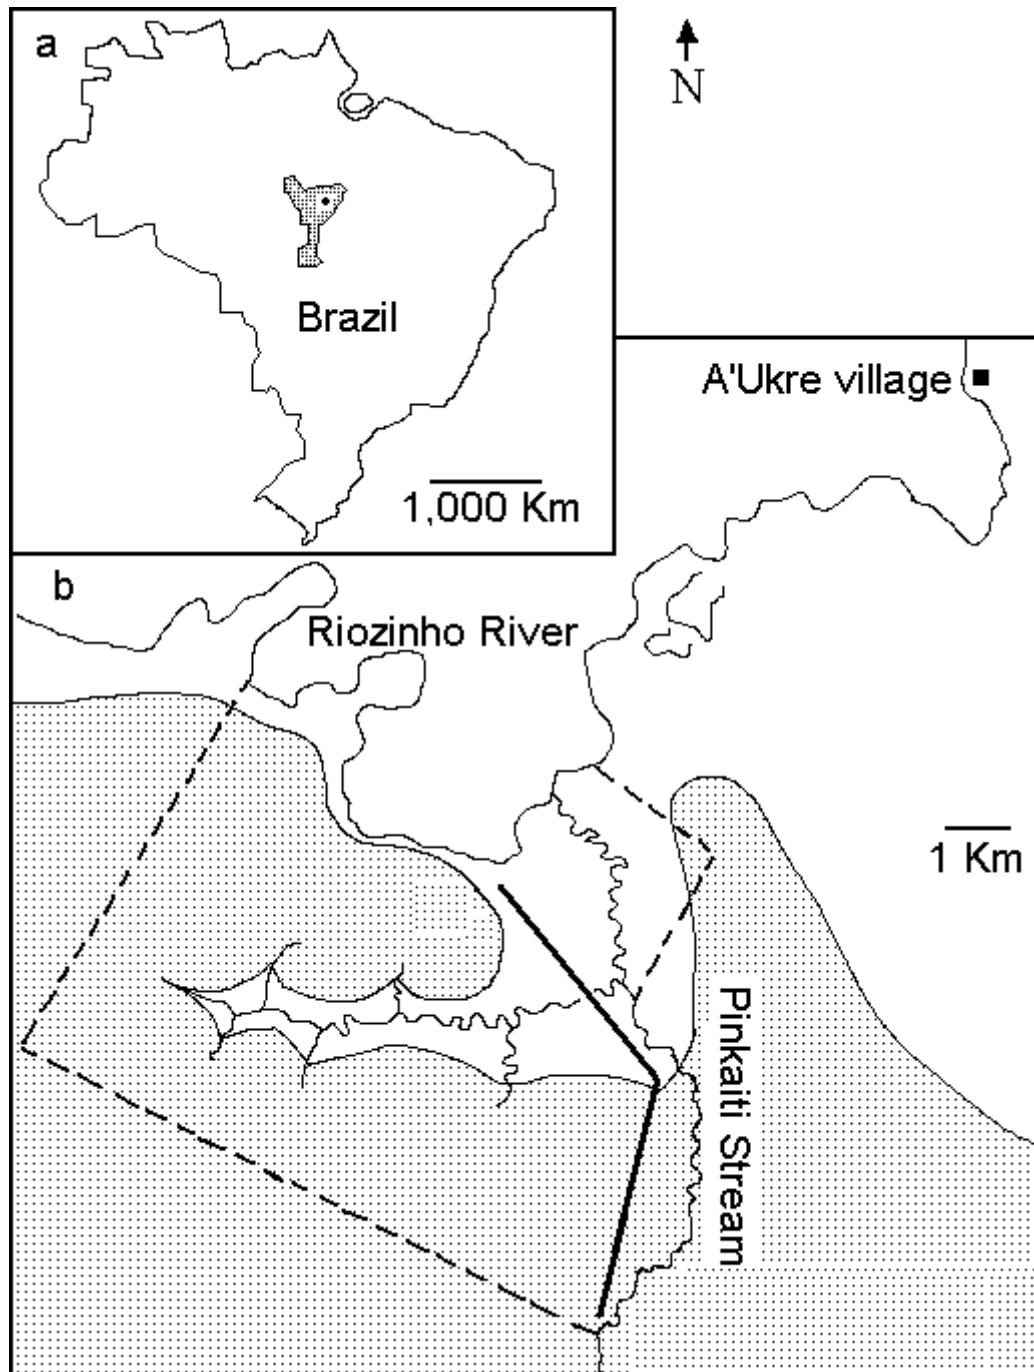 a
N
Brazil
1,000 Km
A'Ukre village
b
Riozinho River
1 Km
Pinkaiti Stream